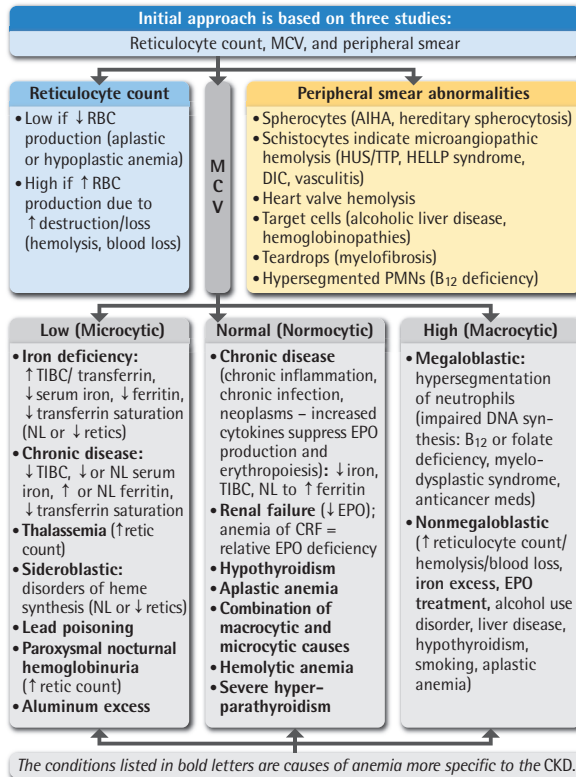 Initial approach is based on three studies:
Reticulocyte count, MCV, and peripheral smear
Reticulocyte count
• Low if ↓RBC
production (aplastic
or hypoplastic anemia)
• High if ↑RBC
production due to
↑destruction/loss
(hemolysis, blood loss)
M
C
V
Peripheral smear abnormalities
• Spherocytes (AIHA, hereditary spherocytosis)
• Schistocytes indicate microangiopathic
hemolysis (HUS/TTP, HELLP syndrome,
DIC, vasculitis)
• Heart valve hemolysis
• Target cells (alcoholic liver disease,
hemoglobinopathies)
• Teardrops (myelofibrosis)
• Hypersegmented PMNs (B₁₂ deficiency)
Low (Microcytic)
• Iron deficiency:
↑TIBC/ transferrin,
↓serum iron, ↓ferritin,
↓transferrin saturation
(NL or ↓retics)
• Chronic disease:
↓TIBC, ↓or NL serum
iron, ↑ or NL ferritin,
↓transferrin saturation
• Thalassemia (↑retic
count)
• Sideroblastic:
disorders of heme
synthesis (NL or ↓retics)
• Lead poisoning
• Paroxysmal nocturnal
hemoglobinuria
(↑retic count)
• Aluminum excess
Normal (Normocytic)
• Chronic disease
(chronic inflammation,
chronic infection,
neoplasms – increased
cytokines suppress EPO
production and
erythropoiesis): ↓iron,
TIBC, NL to ↑ferritin
• Renal failure (↓EPO);
anemia of CRF =
relative EPO deficiency
• Hypothyroidism
• Aplastic anemia
• Combination of
macrocytic and
microcytic causes
• Hemolytic anemia
• Severe hyper-
parathyroidism
High (Macrocytic)
• Megaloblastic:
hypersegmentation
of neutrophils
(impaired DNA syn-
thesis: B₁₂ or folate
deficiency, myelo-
dysplastic syndrome,
anticancer meds)
• Nonmegaloblastic
(↑reticulocyte count/
hemolysis/blood loss,
iron excess, EPO
treatment, alcohol use
disorder, liver disease,
hypothyroidism,
smoking, aplastic
anemia)
The conditions listed in bold letters are causes of anemia more specific to the CKD.